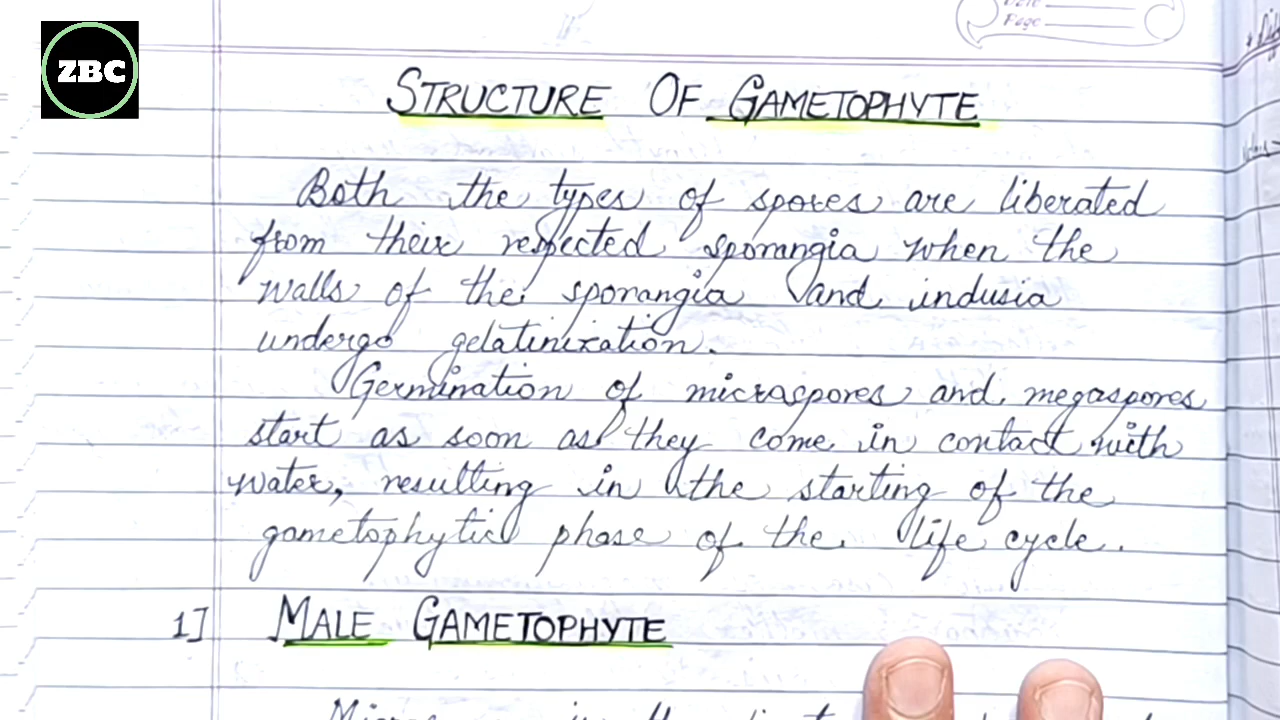 ZBC
Date
Page
STRUCTURE OF GAMETOPHYTE
Both the types of spores are liberated
from their respected sporangia when the
walls of the sporangia and indusia
undergo gelatinization.
Germination of microspores and megaspores
start as soon as they come in contact with
water, resulting in the starting of the
gametophytic phase of the life cycle.
1] MALE GAMETOPHYTE